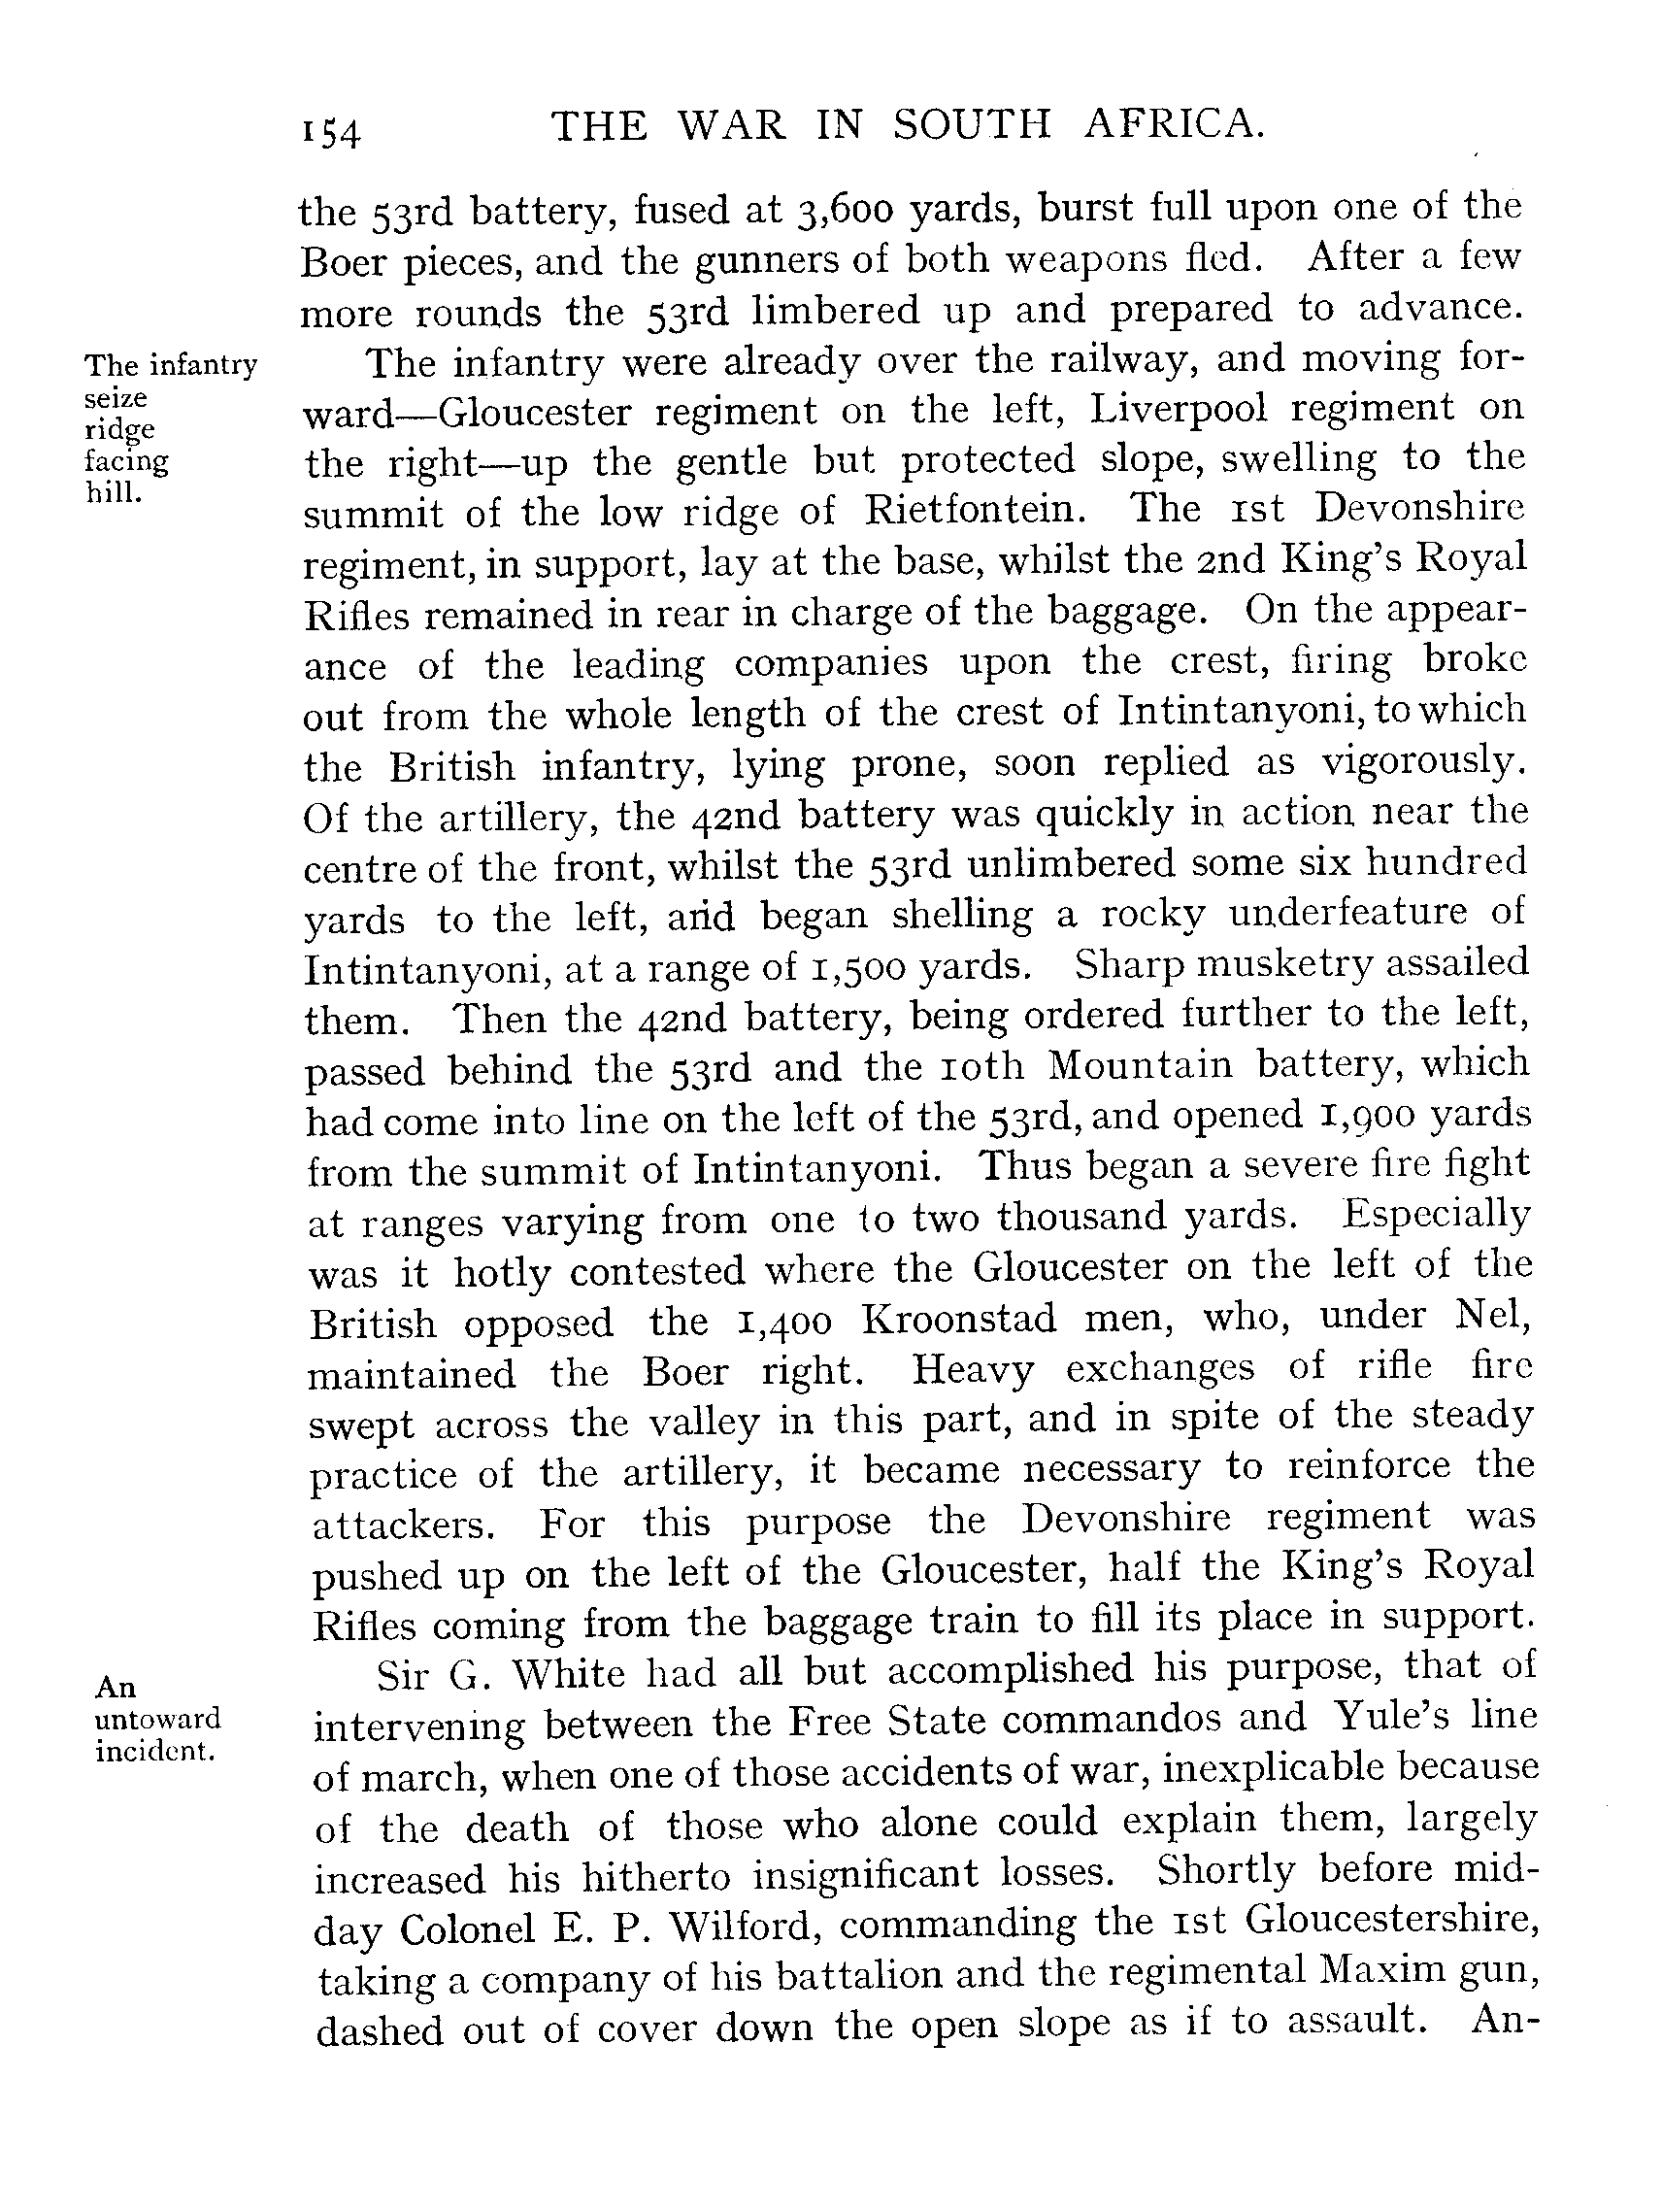 154 THE WAR IN SOUTH AFRICA.
the 53rd battery, fused at 3,600 yards, burst full upon one of the
Boer pieces, and the gunners of both weapons fled. After a few
more rounds the 53rd limbered up and prepared to advance.
The infantry
seize
ridge
facing
hill.
The infantry were already over the railway, and moving for-
ward—Gloucester regiment on the left, Liverpool regiment on
the right—up the gentle but protected slope, swelling to the
summit of the low ridge of Rietfontein. The 1st Devonshire
regiment, in support, lay at the base, whilst the 2nd King's Royal
Rifles remained in rear in charge of the baggage. On the appear-
ance of the leading companies upon the crest, firing broke
out from the whole length of the crest of Intintanyoni, to which
the British infantry, lying prone, soon replied as vigorously.
Of the artillery, the 42nd battery was quickly in action near the
centre of the front, whilst the 53rd unlimbered some six hundred
yards to the left, and began shelling a rocky underfeature of
Intintanyoni, at a range of 1,500 yards. Sharp musketry assailed
them. Then the 42nd battery, being ordered further to the left,
passed behind the 53rd and the 10th Mountain battery, which
had come into line on the left of the 53rd, and opened 1,900 yards
from the summit of Intintanyoni. Thus began a severe fire fight
at ranges varying from one to two thousand yards. Especially
was it hotly contested where the Gloucester on the left of the
British opposed the 1,400 Kroonstad men, who, under Nel,
maintained the Boer right. Heavy exchanges of rifle fire
swept across the valley in this part, and in spite of the steady
practice of the artillery, it became necessary to reinforce the
attackers. For this purpose the Devonshire regiment was
pushed up on the left of the Gloucester, half the King's Royal
Rifles coming from the baggage train to fill its place in support.
An
untoward
incident.
Sir G. White had all but accomplished his purpose, that of
intervening between the Free State commandos and Yule's line
of march, when one of those accidents of war, inexplicable because
of the death of those who alone could explain them, largely
increased his hitherto insignificant losses. Shortly before mid-
day Colonel E. P. Wilford, commanding the 1st Gloucestershire,
taking a company of his battalion and the regimental Maxim gun,
dashed out of cover down the open slope as if to assault. An-